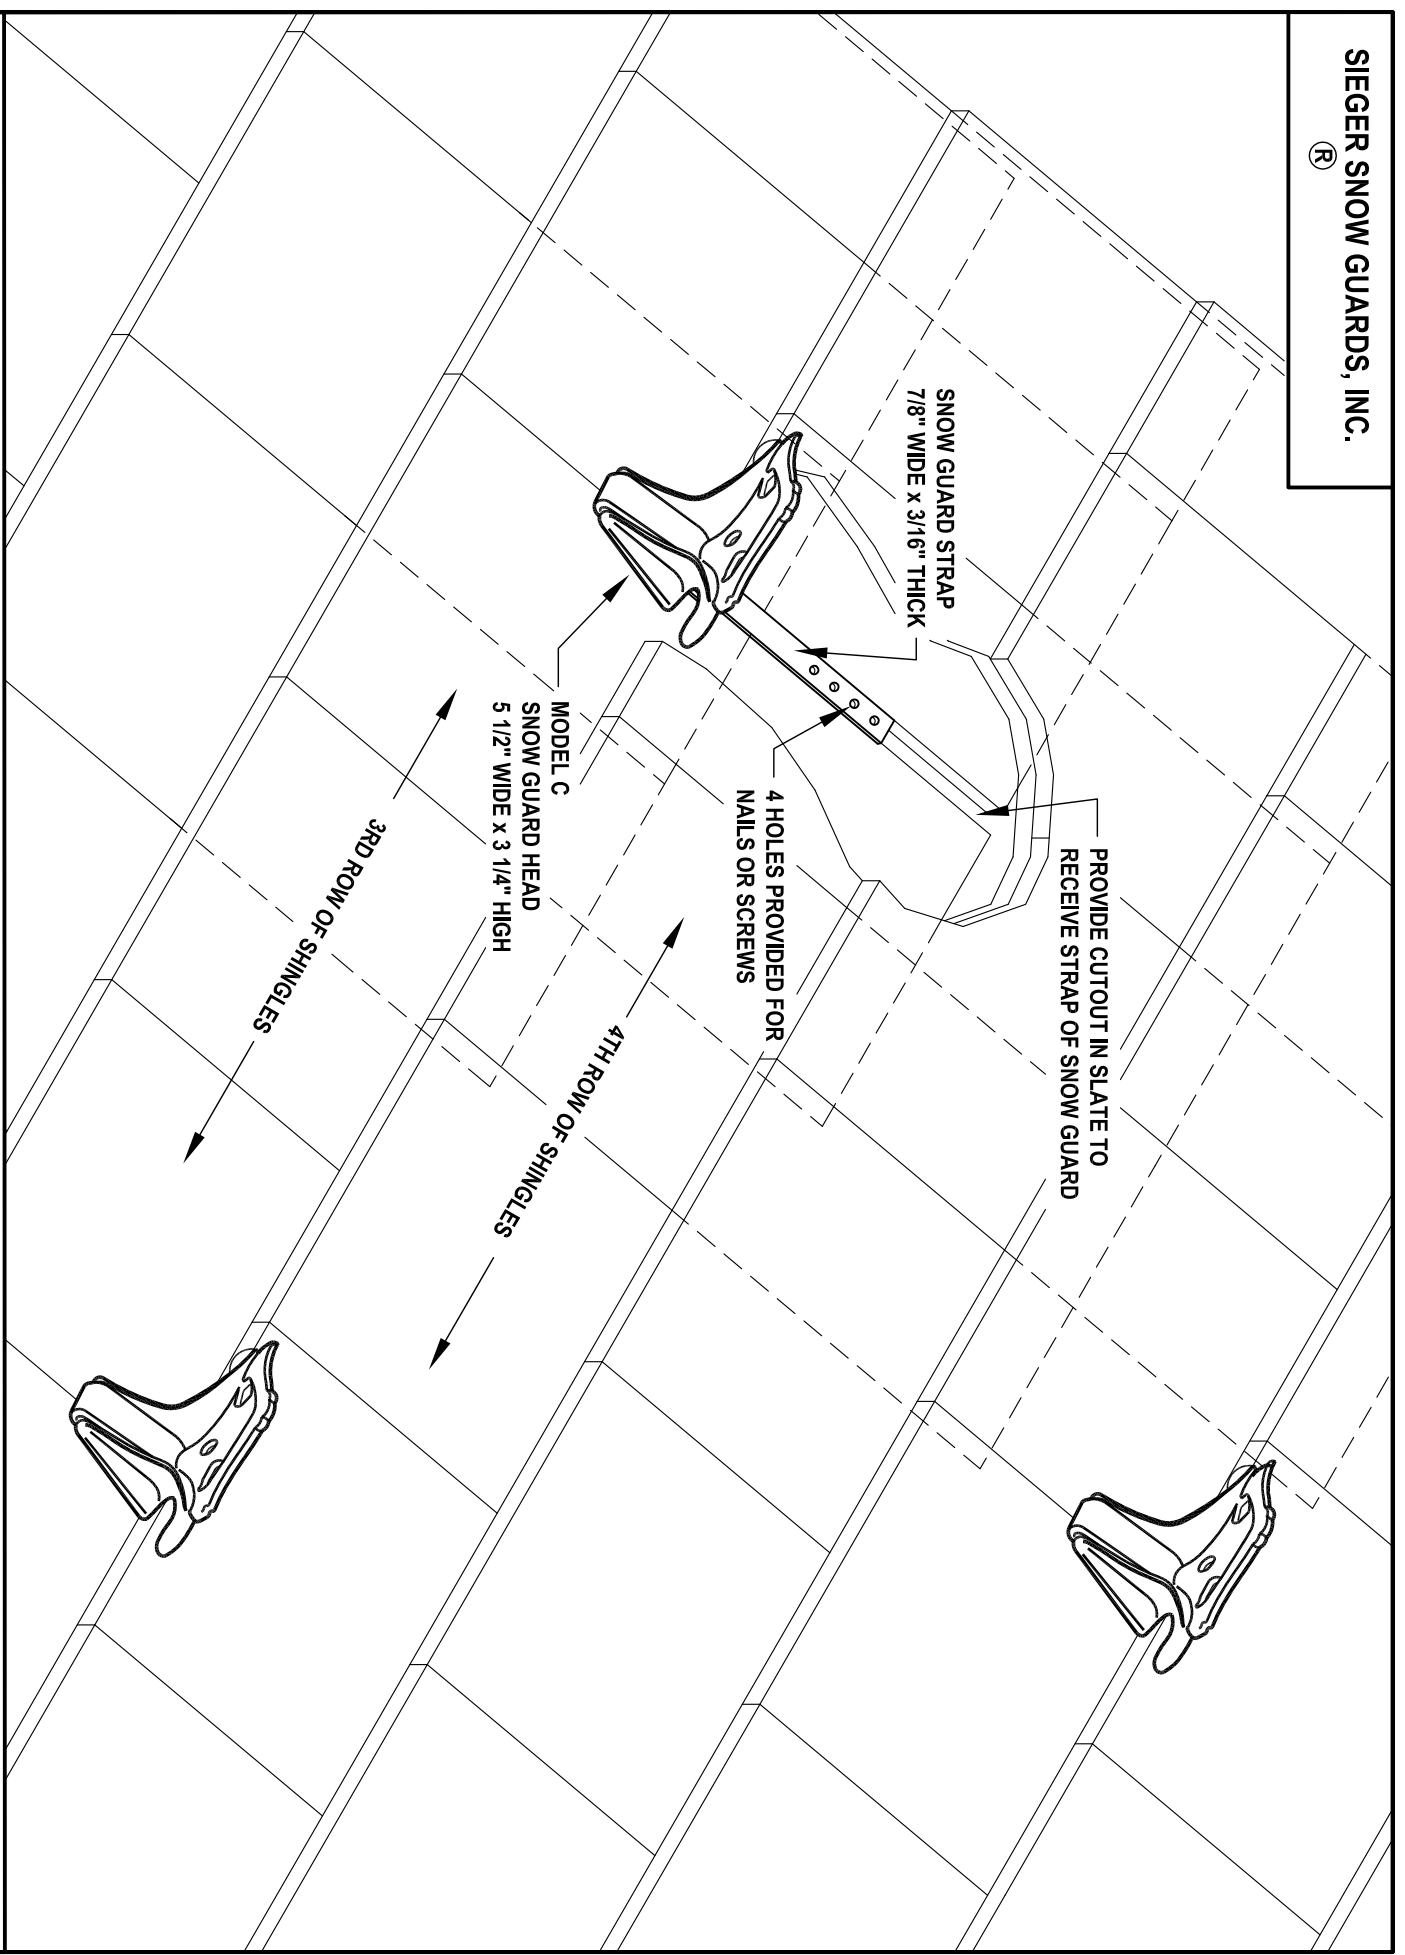 SIEGER SNOW GUARDS, INC.
®
SNOW GUARD STRAP
7/8" WIDE x 3/16" THICK
PROVIDE CUTOUT IN SLATE TO
RECEIVE STRAP OF SNOW GUARD
4 HOLES PROVIDED FOR
NAILS OR SCREWS
MODEL C
SNOW GUARD HEAD
5 1/2" WIDE x 3 1/4" HIGH
4TH ROW OF SHINGLES
3RD ROW OF SHINGLES